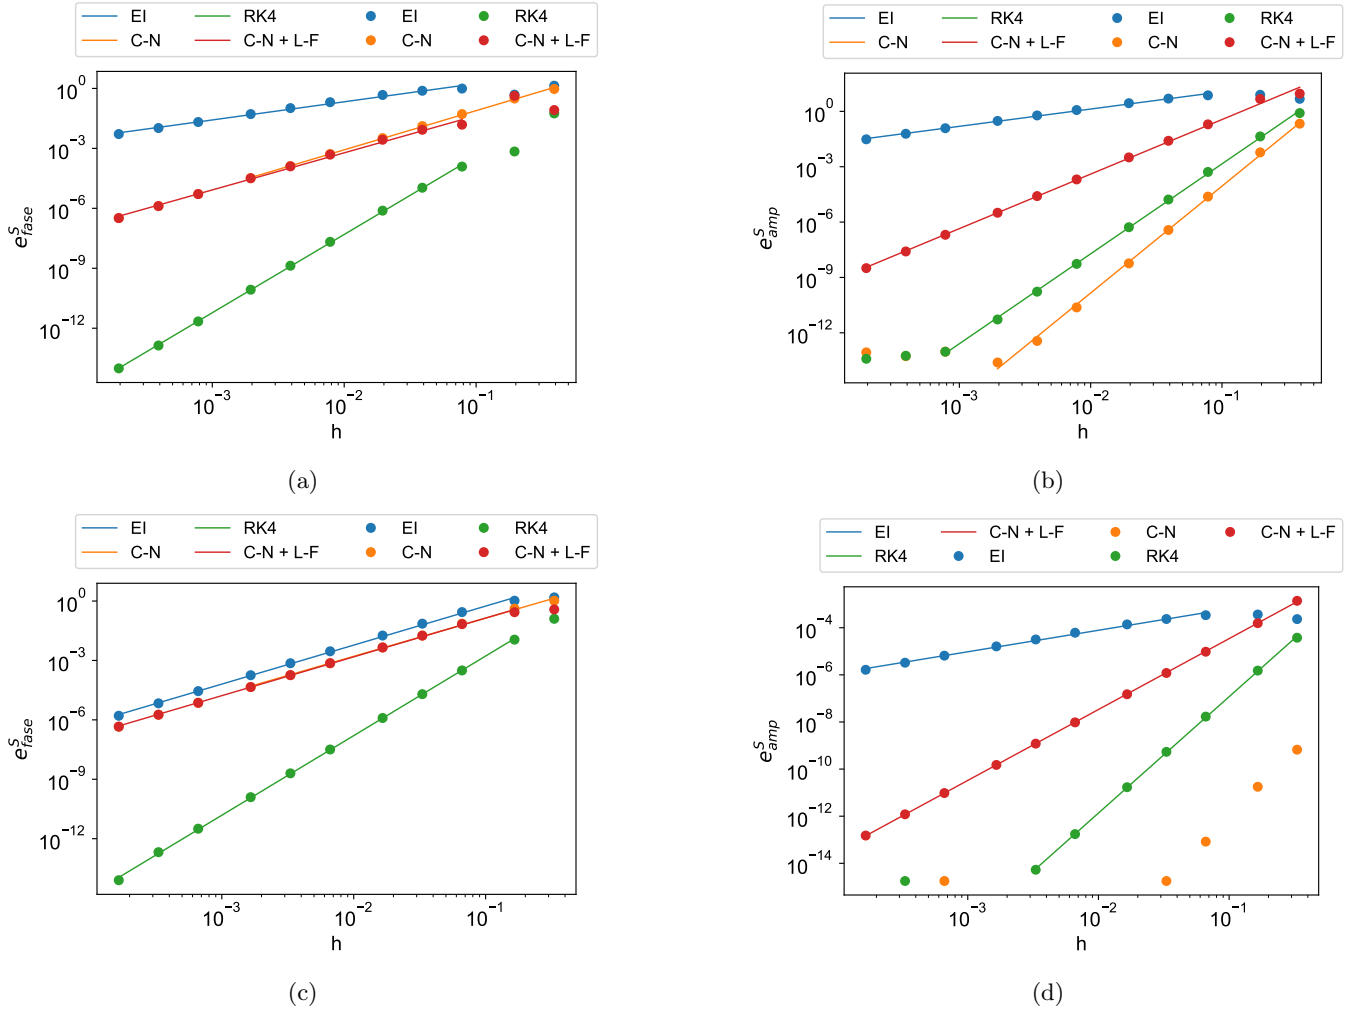 EI RK4 EI RK4
C-N C-N + L-F C-N C-N + L-F
10^0
10^-3
10^-6
10^-9
10^-12
e^S_fase
10^-3 10^-2 10^-1
h
(a)
EI RK4 EI RK4
C-N C-N + L-F C-N C-N + L-F
10^0
10^-3
10^-6
10^-9
10^-12
e^S_amp
10^-3 10^-2 10^-1
h
(b)
EI RK4 EI RK4
C-N C-N + L-F C-N C-N + L-F
10^0
10^-3
10^-6
10^-9
10^-12
e^S_fase
10^-3 10^-2 10^-1
h
(c)
EI C-N + L-F C-N C-N + L-F
RK4 EI RK4
10^-4
10^-6
10^-8
10^-10
10^-12
10^-14
e^S_amp
10^-3 10^-2 10^-1
h
(d)